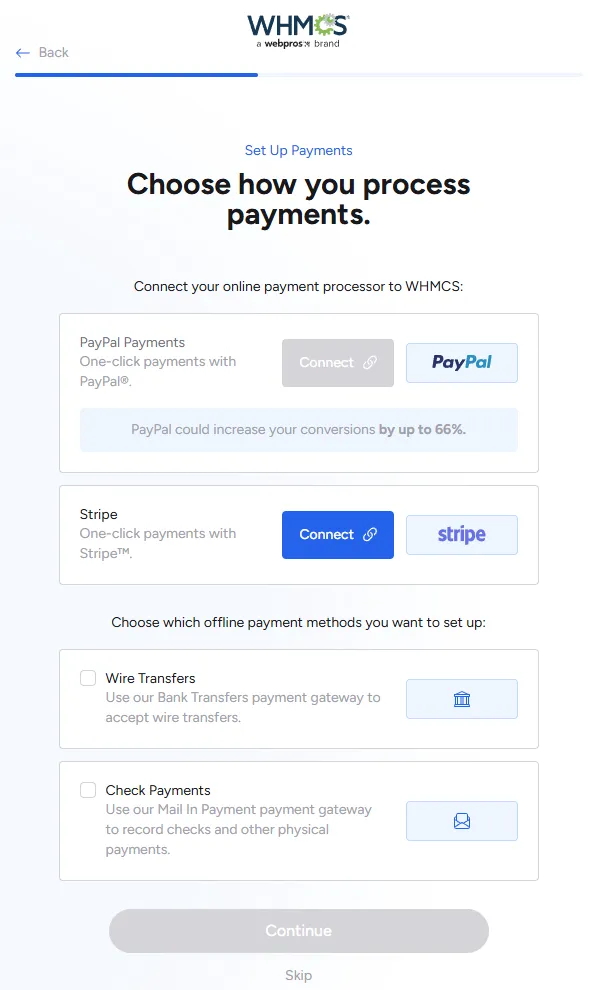 WHMCS
a webpros brand
Back
Set Up Payments
Choose how you process
payments.
Connect your online payment processor to WHMCS:
PayPal Payments
One-click payments with
PayPal®.
Connect
PayPal
PayPal could increase your conversions by up to 66%.
Stripe
One-click payments with
Stripe™.
Connect
stripe
Choose which offline payment methods you want to set up:
Wire Transfers
Use our Bank Transfers payment gateway to
accept wire transfers.
Check Payments
Use our Mail In Payment payment gateway
to record checks and other physical
payments.
Continue
Skip